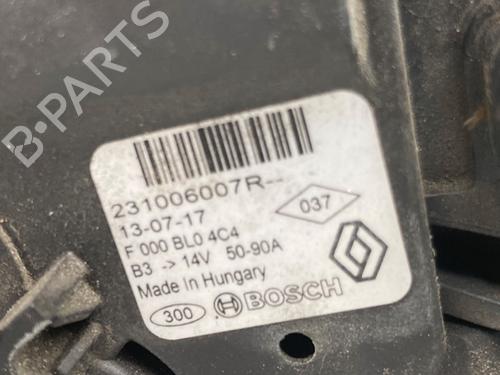 B-PARTS
231006007R--
13-07-17
037
F 000 BL0 4C4
B3 -> 14V 50-90A
Made In Hungary
300 BOSCH